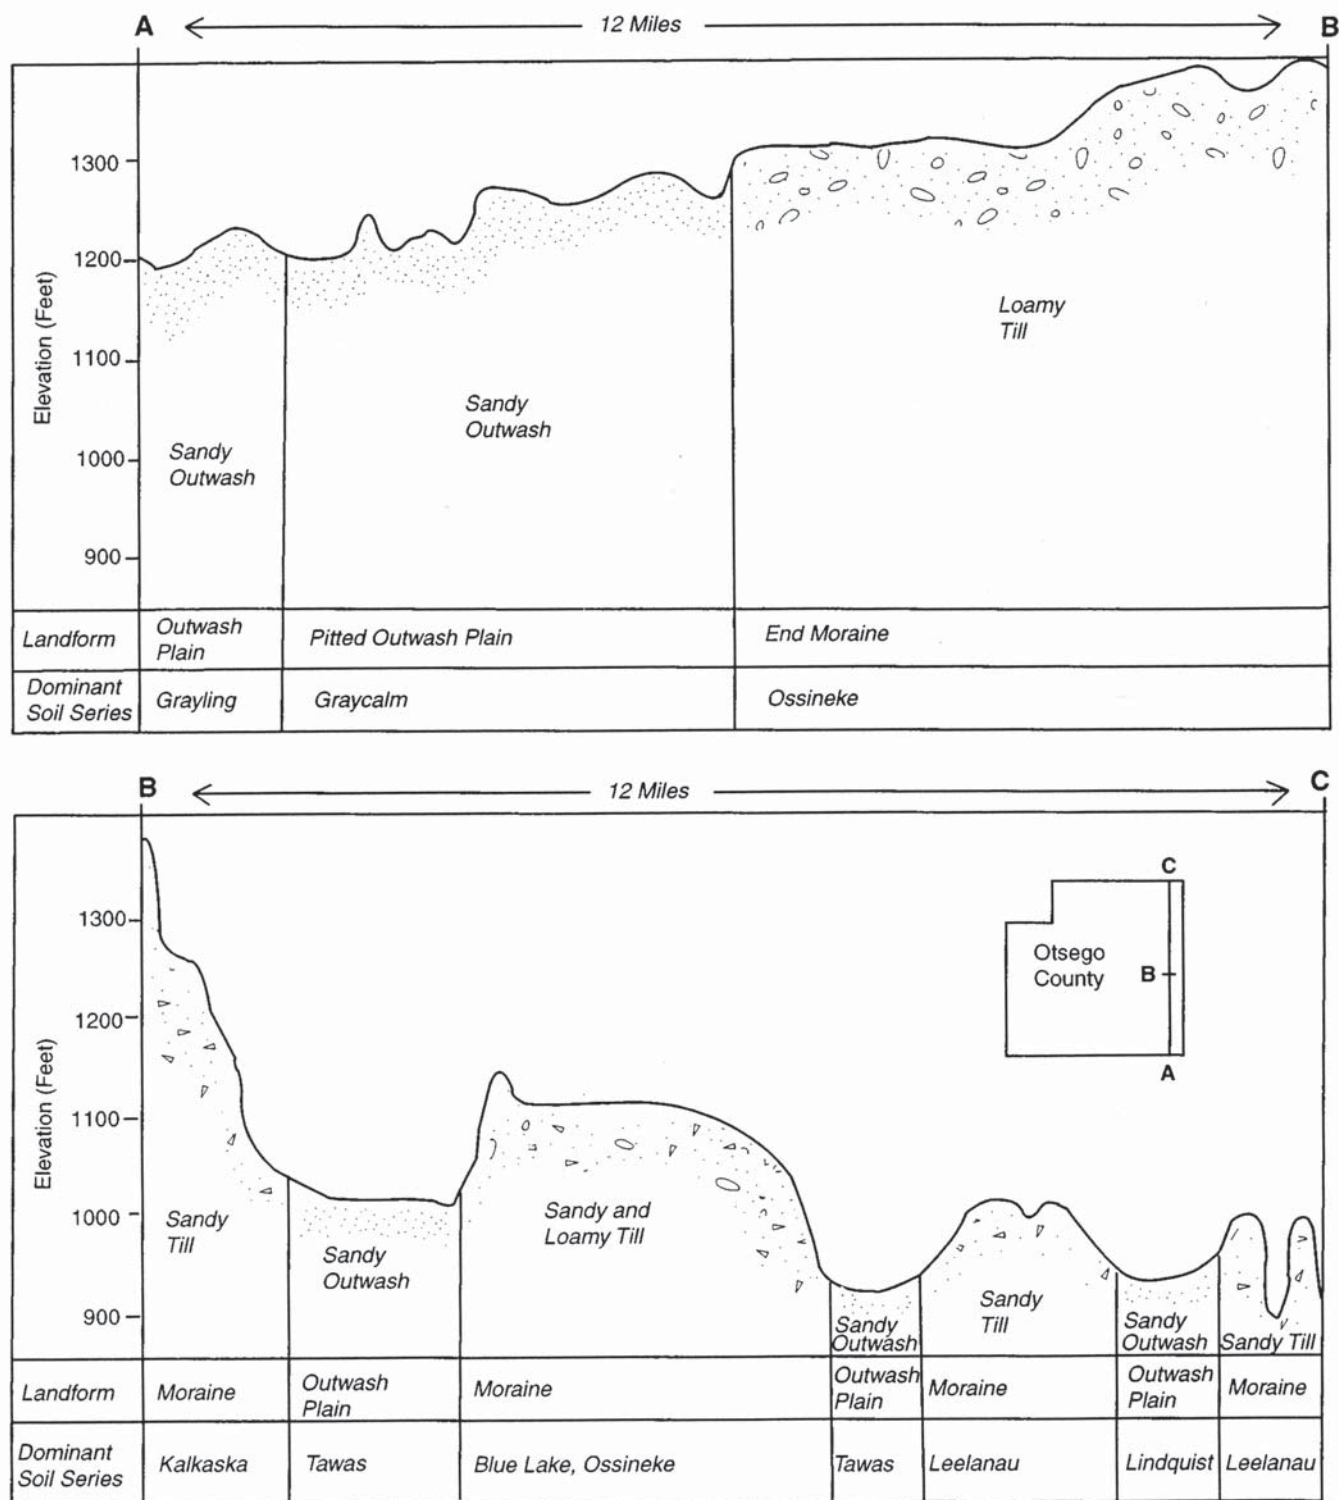 A 12 Miles B
1300
1200
1100
1000
900
Elevation (Feet)
Sandy
Outwash
Sandy
Outwash
Loamy
Till
Landform
Outwash
Plain
Pitted Outwash Plain
End Moraine
Dominant
Soil Series
Grayling
Graycalm
Ossineke
B 12 Miles C
1300
1200
1100
1000
900
Elevation (Feet)
C
Otsego
County
B
A
Sandy
Till
Sandy
Outwash
Sandy and
Loamy Till
Sandy
Outwash
Sandy
Till
Sandy
Outwash
Sandy Till
Landform
Moraine
Outwash
Plain
Moraine
Outwash
Plain
Moraine
Outwash
Plain
Moraine
Dominant
Soil Series
Kalkaska
Tawas
Blue Lake, Ossineke
Tawas
Leelanau
Lindquist
Leelanau